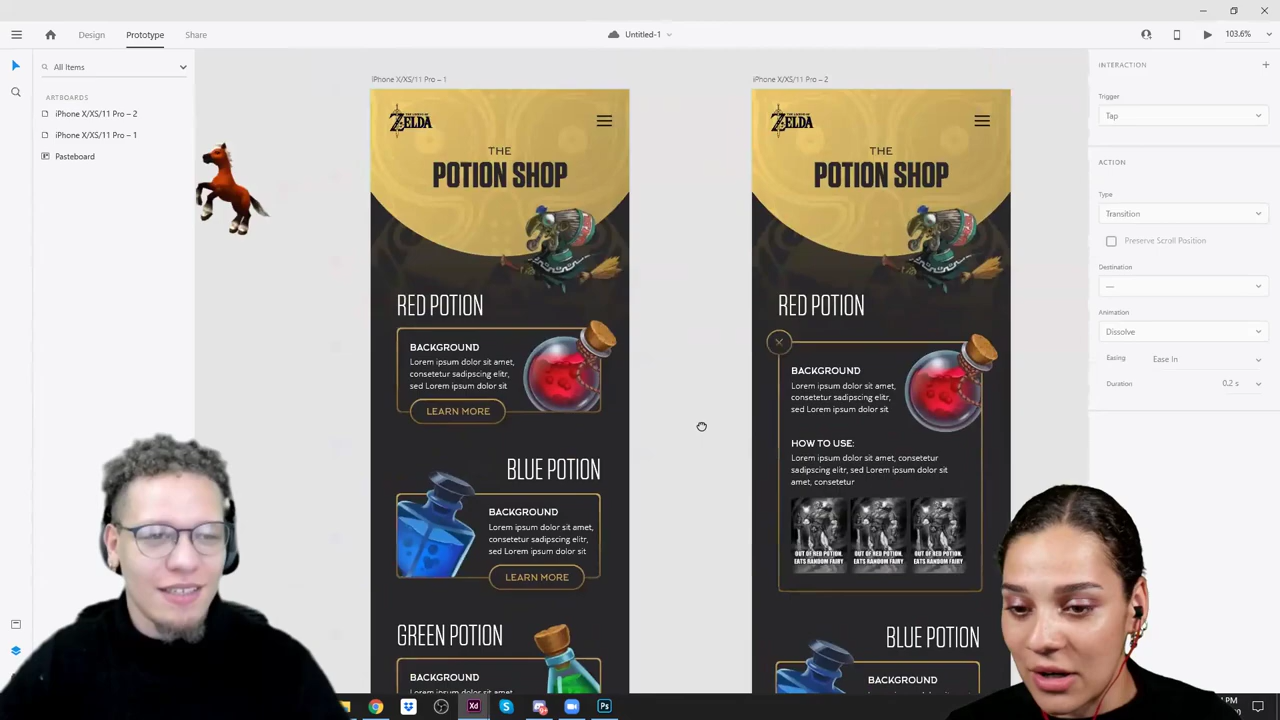 Design
Prototype
Share
Untitled-1
103.6%
All Items
ARTBOARDS
iPhone X/XS/11 Pro – 2
iPhone X/XS/11 Pro – 1
Pasteboard
iPhone X/XS/11 Pro – 1
ZELDA
THE
POTION SHOP
RED POTION
BACKGROUND
Lorem ipsum dolor sit amet,
consetetur sadipscing elitr,
sed Lorem ipsum dolor sit
LEARN MORE
BLUE POTION
BACKGROUND
Lorem ipsum dolor sit amet,
consetetur sadipscing elitr,
sed Lorem ipsum dolor sit
LEARN MORE
GREEN POTION
BACKGROUND
iPhone X/XS/11 Pro – 2
ZELDA
THE
POTION SHOP
RED POTION
BACKGROUND
Lorem ipsum dolor sit amet,
consetetur sadipscing elitr,
sed Lorem ipsum dolor sit
HOW TO USE:
Lorem ipsum dolor sit amet, consetetur
sadipscing elitr, sed Lorem ipsum dolor sit
amet, consetetur
OUT OF RED POTION.
EATS RANDOM FAIRY
OUT OF RED POTION.
EATS RANDOM FAIRY
OUT OF RED POTION.
EATS RANDOM FAIRY
BLUE POTION
BACKGROUND
INTERACTION
Trigger
Tap
ACTION
Type
Transition
Preserve Scroll Position
Destination
—
Animation
Dissolve
Easing
Ease In
Duration
0.2 s
Xd
Ps
PM